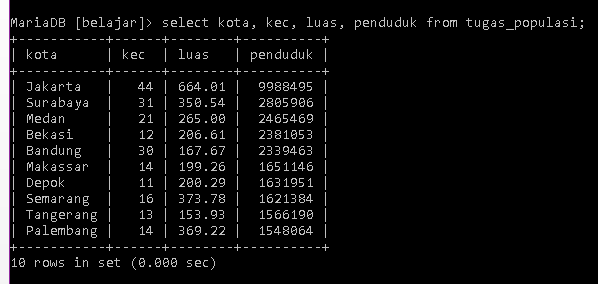 MariaDB [belajar]> select kota, kec, luas, penduduk from tugas_populasi;
+-----------+------+--------+----------+
| kota      | kec  | luas   | penduduk |
+-----------+------+--------+----------+
| Jakarta   |   44 | 664.01 |  9988495 |
| Surabaya  |   31 | 350.54 |  2805906 |
| Medan     |   21 | 265.00 |  2465469 |
| Bekasi    |   12 | 206.61 |  2381053 |
| Bandung   |   30 | 167.67 |  2339463 |
| Makassar  |   14 | 199.26 |  1651146 |
| Depok     |   11 | 200.29 |  1631951 |
| Semarang  |   16 | 373.78 |  1621384 |
| Tangerang |   13 | 153.93 |  1566190 |
| Palembang |   14 | 369.22 |  1548064 |
+-----------+------+--------+----------+
10 rows in set (0.000 sec)